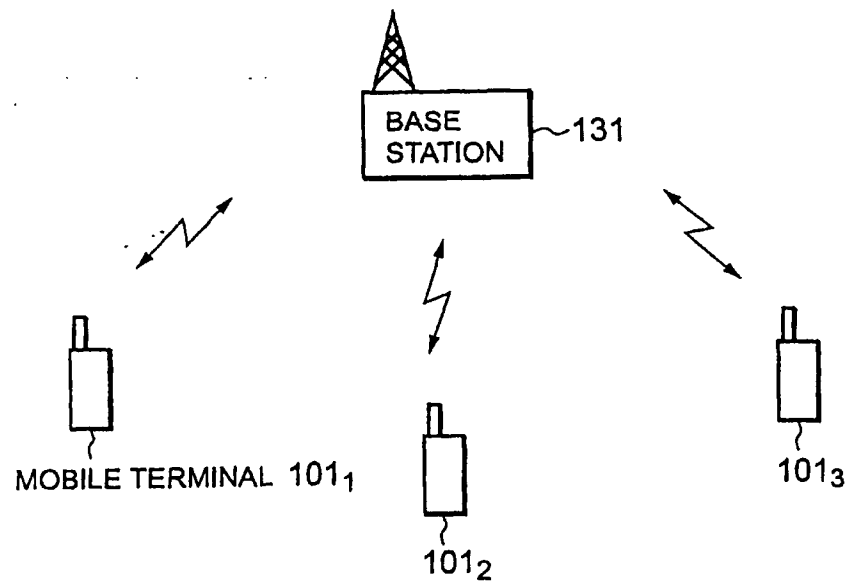 BASE
STATION
131
MOBILE TERMINAL 101₁
101₂
101₃